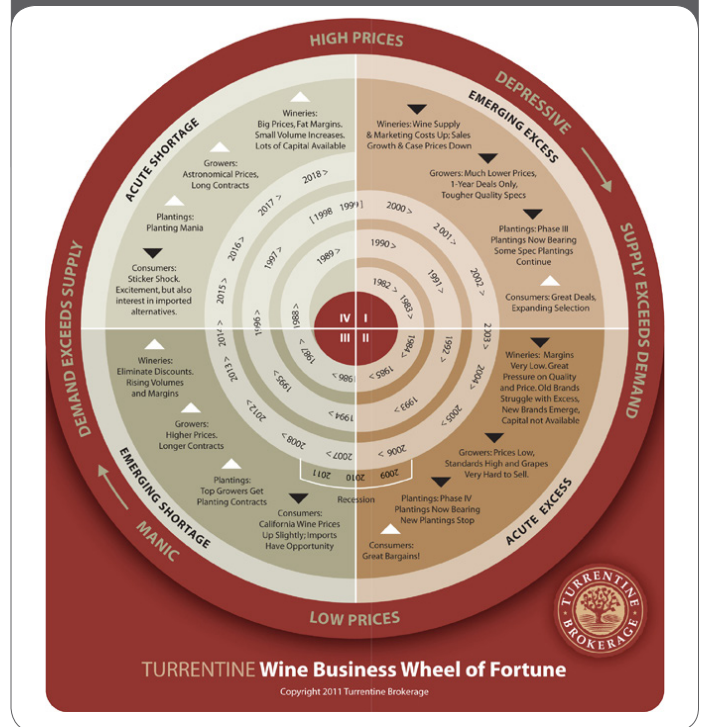 HIGH PRICES
DEPRESSIVE
SUPPLY EXCEEDS DEMAND
LOW PRICES
MANIC
DEMAND EXCEEDS SUPPLY
ACUTE SHORTAGE
Wineries:
Big Prices, Fat Margins.
Small Volume Increases.
Lots of Capital Available
Growers:
Astronomical Prices,
Long Contracts
Plantings:
Planting Mania
Consumers:
Sticker Shock.
Excitement, but also
interest in imported
alternatives.
EMERGING EXCESS
Wineries: Wine Supply
& Marketing Costs Up; Sales
Growth & Case Prices Down
Growers: Much Lower Prices,
1-Year Deals Only,
Tougher Quality Specs
Plantings: Phase III
Plantings Now Bearing
Some Spec Plantings
Continue
Consumers: Great Deals,
Expanding Selection
ACUTE EXCESS
Wineries: Margins
Very Low. Great
Pressure on Quality
and Price. Old Brands
Struggle with Excess,
New Brands Emerge,
Capital not Available
Growers: Prices Low,
Standards High and Grapes
Very Hard to Sell.
Plantings: Phase IV
Plantings Now Bearing
New Plantings Stop
Consumers:
Great Bargains!
EMERGING SHORTAGE
Wineries:
Eliminate Discounts.
Rising Volumes
and Margins
Growers:
Higher Prices.
Longer Contracts
Plantings:
Top Growers Get
Planting Contracts
Consumers:
California Wine Prices
Up Slightly; Imports
Have Opportunity
IV I
III II
1982 >
1983 >
1984 >
1985 >
1986 >
1987 >
1988 >
1989 >
1990 >
1991 >
1992 >
1993 >
1994 >
1995 >
1996 >
1997 >
[ 1998 1999 ]
2000 >
2001 >
2002 >
2003 >
2004 >
2005 >
2006 >
2007 >
2008 >
2009
2010
2011
Recession
2012 >
2013 >
2014 >
2015 >
2016 >
2017 >
2018 >
TURRENTINE
BROKERAGE
TURRENTINE Wine Business Wheel of Fortune
Copyright 2011 Turrentine Brokerage